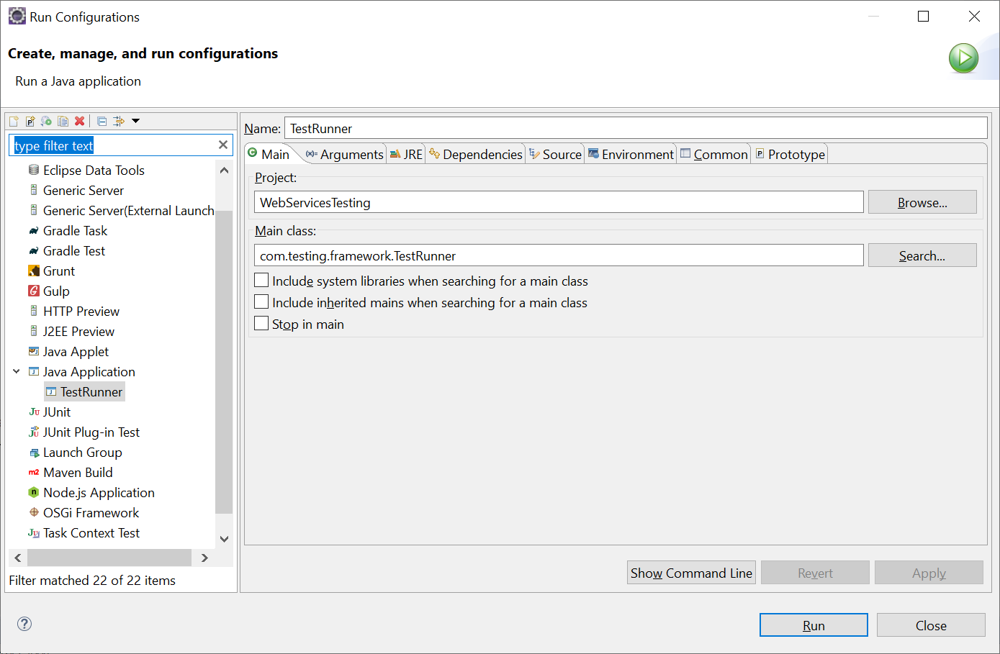 Run Configurations
Create, manage, and run configurations
Run a Java application
type filter text
Eclipse Data Tools
Generic Server
Generic Server(External Launch
Gradle Task
Gradle Test
Grunt
Gulp
HTTP Preview
J2EE Preview
Java Applet
Java Application
TestRunner
JUnit
JUnit Plug-in Test
Launch Group
Maven Build
Node.js Application
OSGi Framework
Task Context Test
Filter matched 22 of 22 items
Name: TestRunner
Main (x)= Arguments JRE Dependencies Source Environment Common Prototype
Project:
WebServicesTesting Browse...
Main class:
com.testing.framework.TestRunner Search...
Include system libraries when searching for a main class
Include inherited mains when searching for a main class
Stop in main
Show Command Line Revert Apply
Run Close